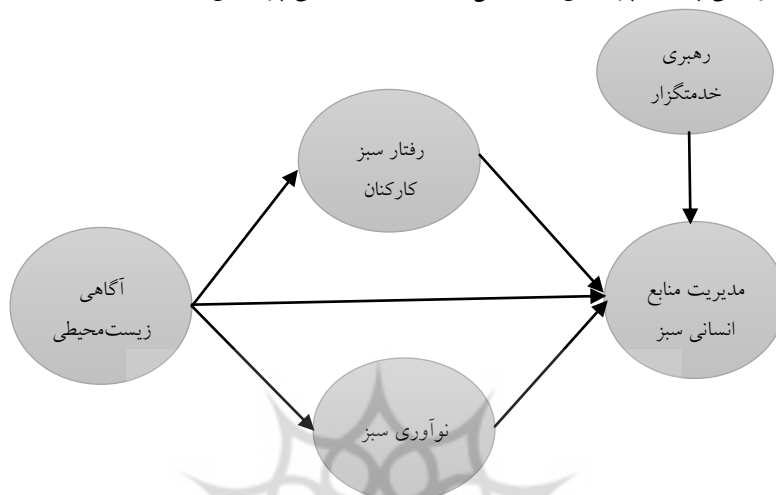 رهبری
خدمتگزار
رفتار سبز
کارکنان
آگاهی
زیست‌محیطی
مدیریت منابع
انسانی سبز
نوآوری سبز